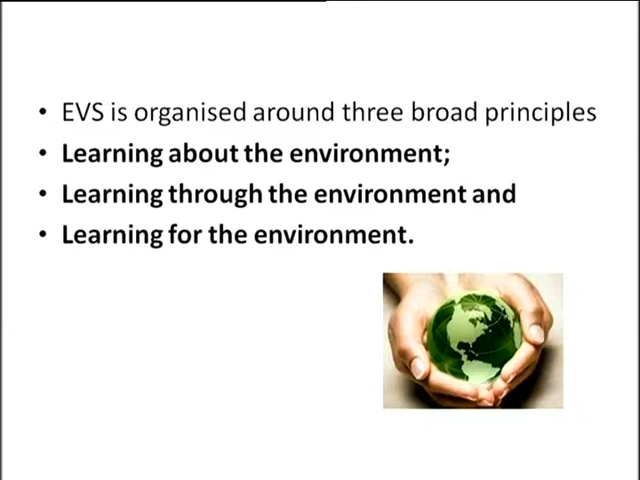 • EVS is organised around three broad principles
• Learning about the environment;
• Learning through the environment and
• Learning for the environment.